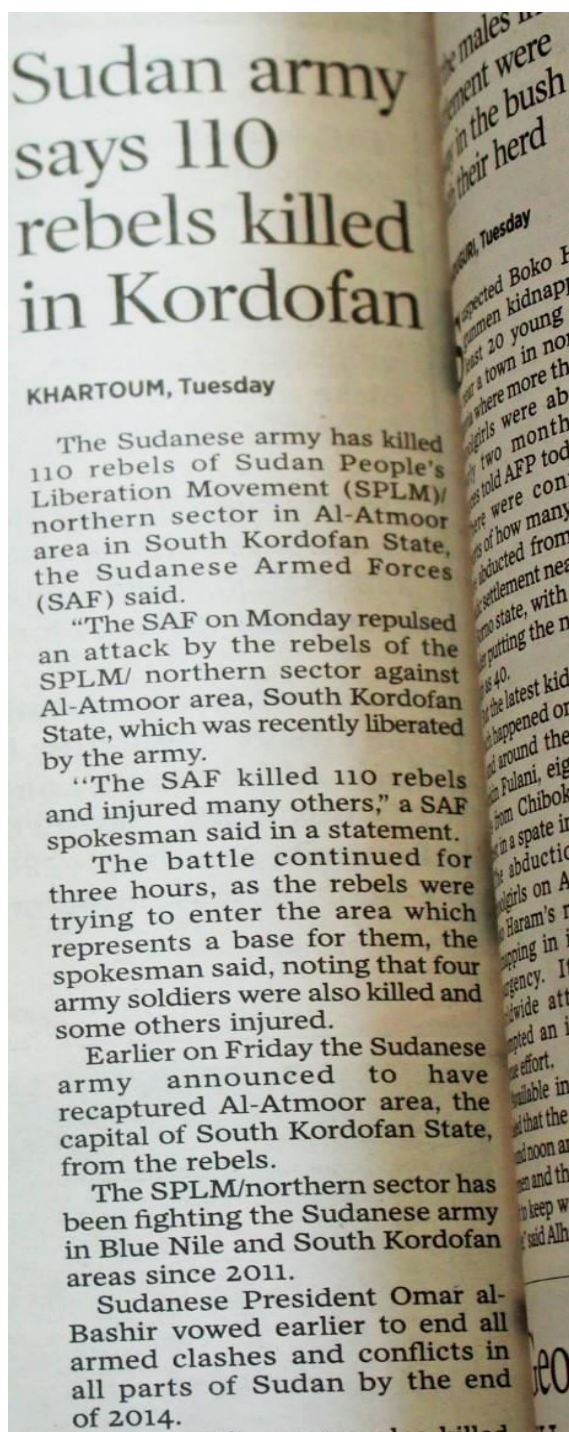 Sudan army
says 110
rebels killed
in Kordofan
KHARTOUM, Tuesday
The Sudanese army has killed
110 rebels of Sudan People's
Liberation Movement (SPLM)/
northern sector in Al-Atmoor
area in South Kordofan State,
the Sudanese Armed Forces
(SAF) said.
"The SAF on Monday repulsed
an attack by the rebels of the
SPLM/ northern sector against
Al-Atmoor area, South Kordofan
State, which was recently liberated
by the army.
''The SAF killed 110 rebels
and injured many others," a SAF
spokesman said in a statement.
The battle continued for
three hours, as the rebels were
trying to enter the area which
represents a base for them, the
spokesman said, noting that four
army soldiers were also killed and
some others injured.
Earlier on Friday the Sudanese
army announced to have
recaptured Al-Atmoor area, the
capital of South Kordofan State,
from the rebels.
The SPLM/northern sector has
been fighting the Sudanese army
in Blue Nile and South Kordofan
areas since 2011.
Sudanese President Omar al-
Bashir vowed earlier to end all
armed clashes and conflicts in
all parts of Sudan by the end
of 2014.
killed
males in
were
in the bush
their herd
Tuesday
Boko
gunmen
20 young
a town in
where more
were
two
told AFP
were
of how many
from
settlement
state, with
putting the
40.
the latest
happened
around the
Fulani,
from Chibok
in a spate
on
Haram's
in
an
effort.
in
that the
noon
and
keep
said